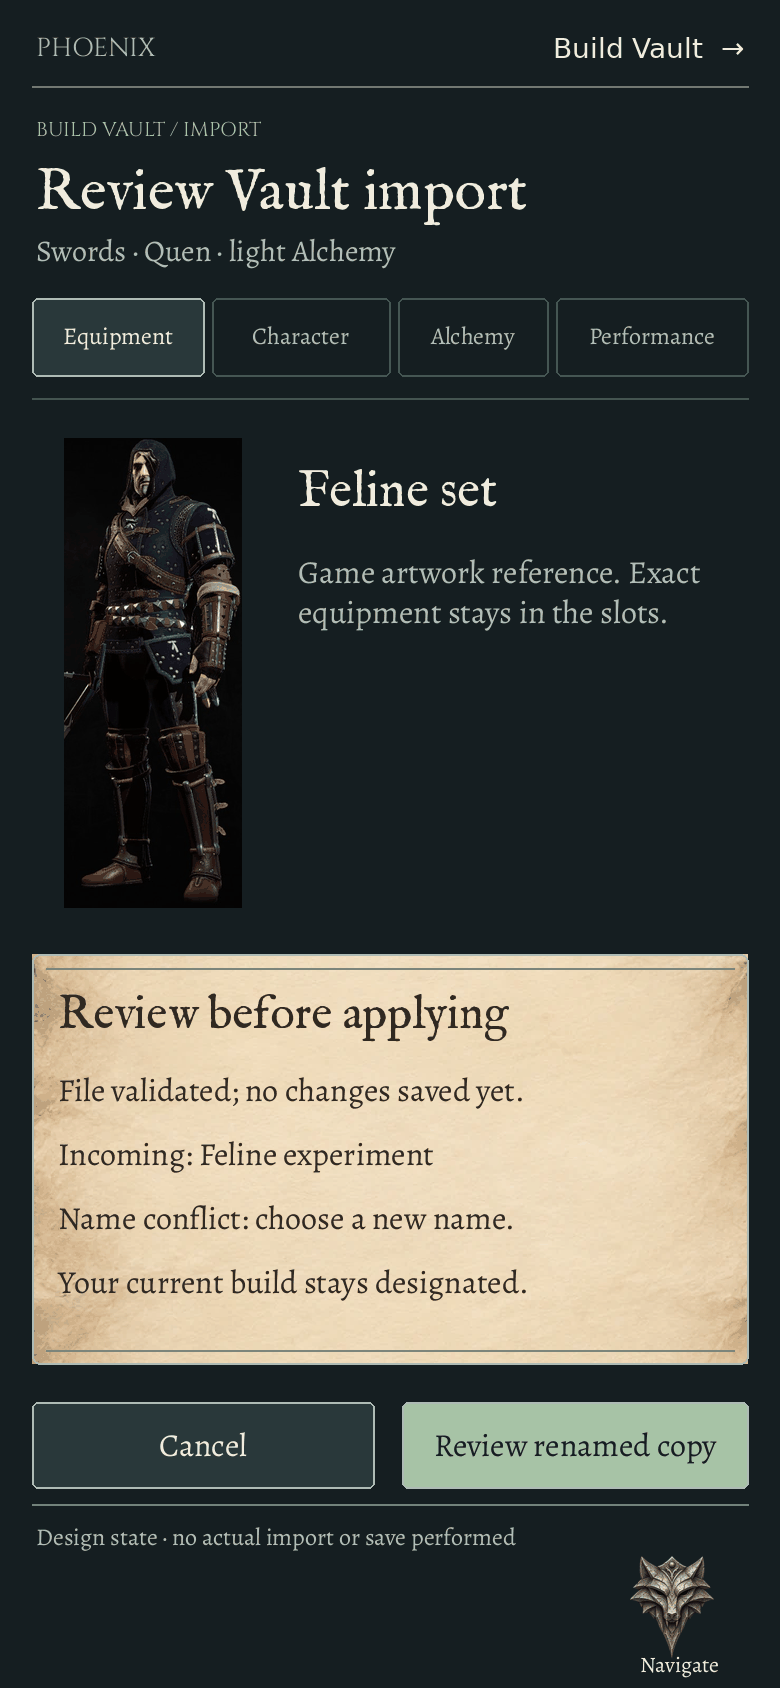 PHOENIX
Build Vault →
BUILD VAULT / IMPORT
Review Vault import
Swords · Quen · light Alchemy
Equipment
Character
Alchemy
Performance
Feline set
Game artwork reference. Exact
equipment stays in the slots.
Review before applying
File validated; no changes saved yet.
Incoming: Feline experiment
Name conflict: choose a new name.
Your current build stays designated.
Cancel
Review renamed copy
Design state · no actual import or save performed
Navigate